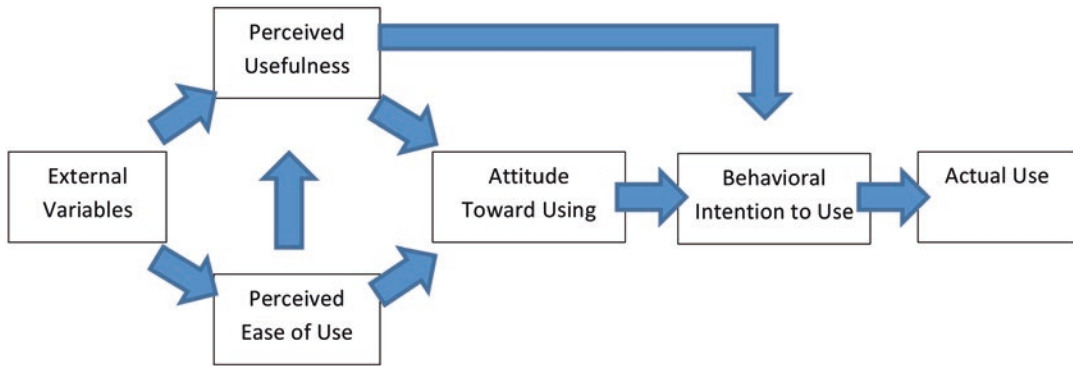 Perceived
Usefulness
External
Variables
Attitude
Toward Using
Behavioral
Intention to Use
Actual Use
Perceived
Ease of Use